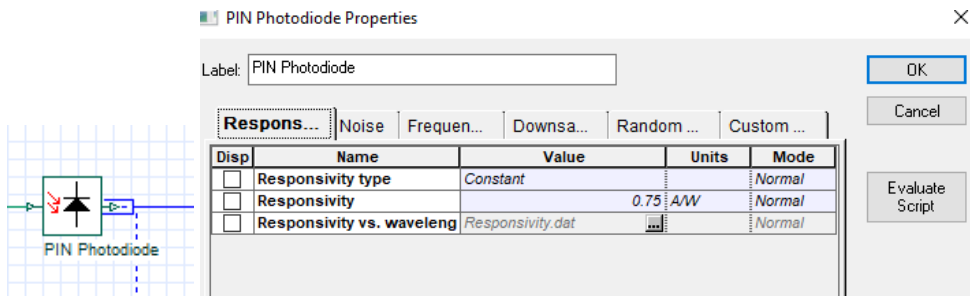 PIN Photodiode Properties
Label: PIN Photodiode
OK
Cancel
Evaluate Script
Respons... Noise Frequen... Downsa... Random ... Custom ...
Disp Name Value Units Mode
Responsivity type Constant Normal
Responsivity 0.75 A/W Normal
Responsivity vs. waveleng Responsivity.dat ... Normal
PIN Photodiode